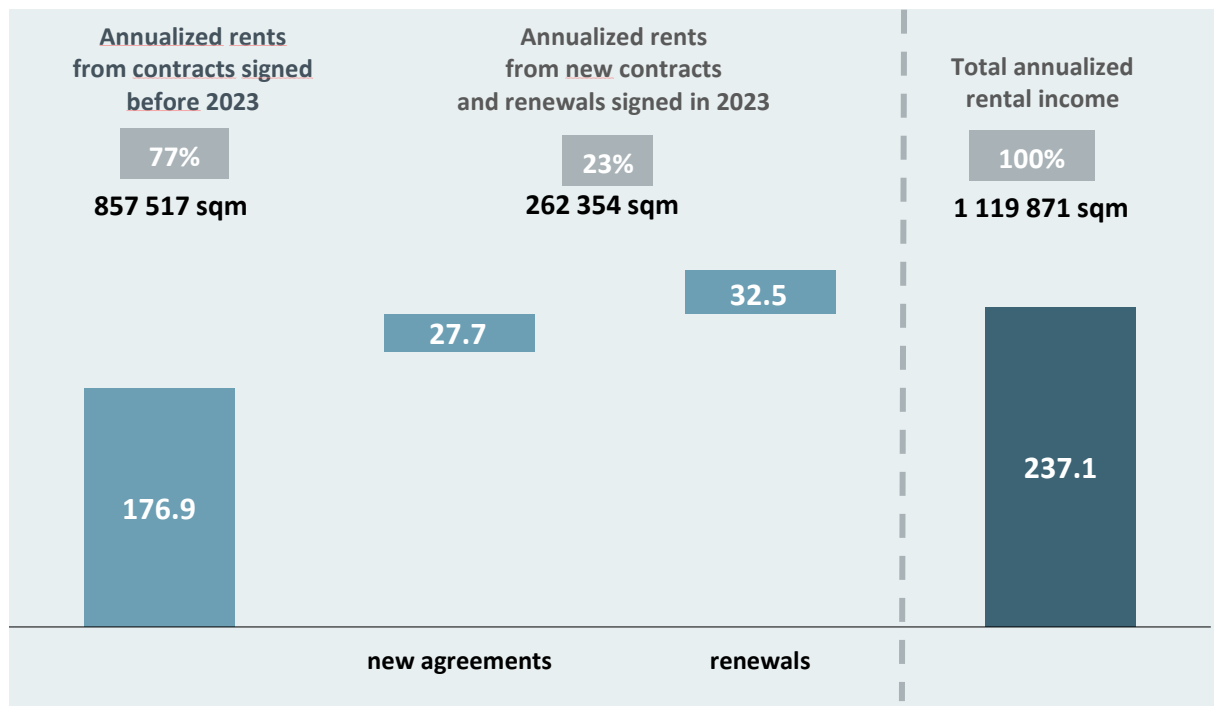 Annualized rents
from contracts signed
before 2023
77%
857 517 sqm
Annualized rents
from new contracts
and renewals signed in 2023
23%
262 354 sqm
Total annualized
rental income
100%
1 119 871 sqm
176.9
27.7
32.5
237.1
new agreements
renewals